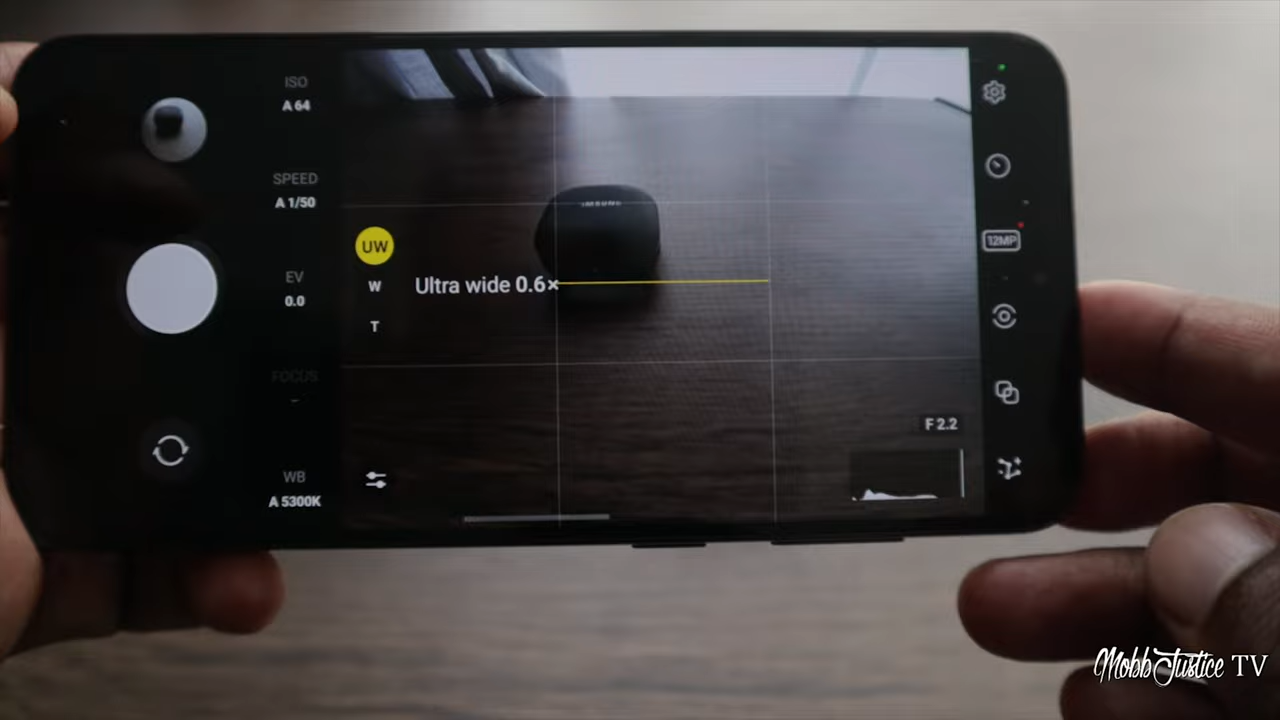 ISO
A 64
SPEED
A 1/50
EV
0.0
FOCUS
WB
A 5300K
UW
W
T
Ultra wide 0.6×
12MP
F 2.2
MobbJustice TV